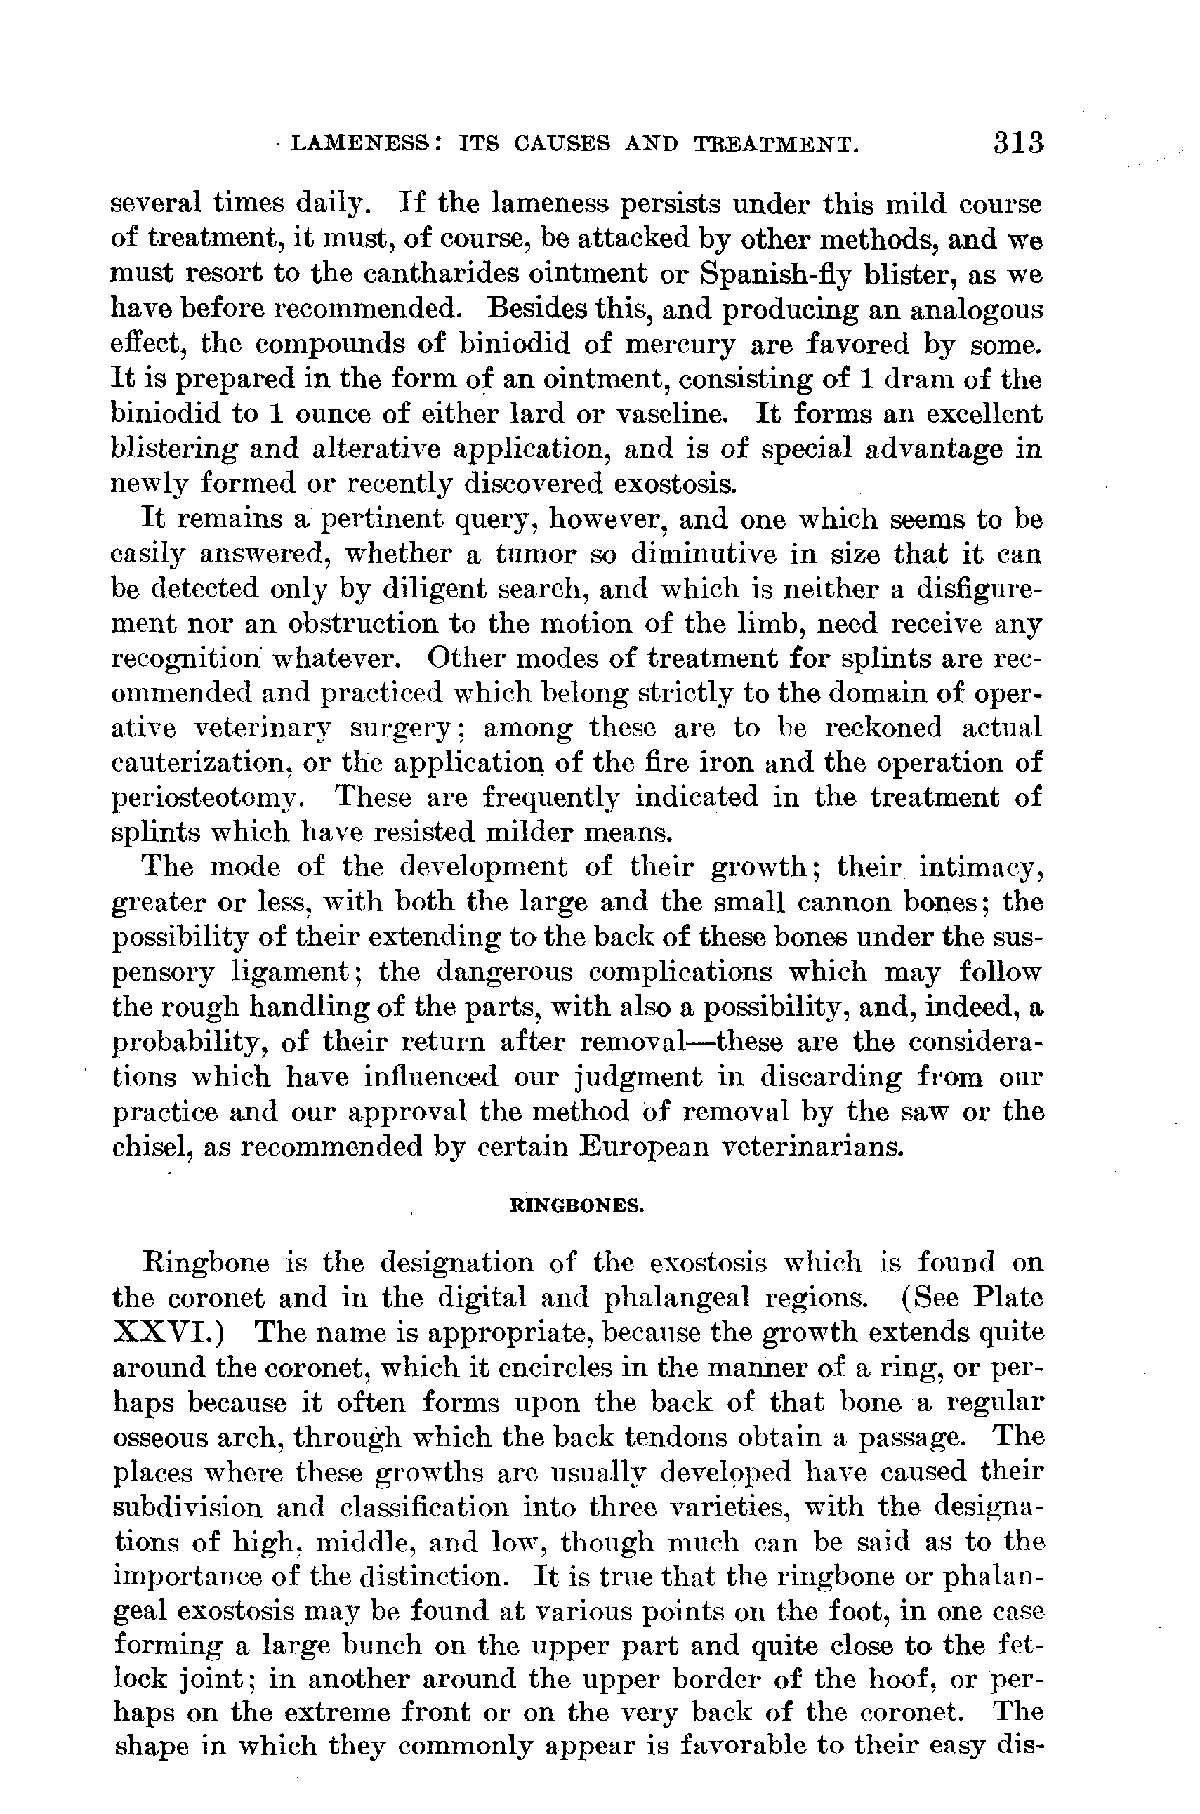 LAMENESS: ITS CAUSES AND TREATMENT. 313
several times daily. If the lameness persists under this mild course
of treatment, it must, of course, be attacked by other methods, and we
must resort to the cantharides ointment or Spanish-fly blister, as we
have before recommended. Besides this, and producing an analogous
effect, the compounds of biniodid of mercury are favored by some.
It is prepared in the form of an ointment, consisting of 1 dram of the
biniodid to 1 ounce of either lard or vaseline. It forms an excellent
blistering and alterative application, and is of special advantage in
newly formed or recently discovered exostosis.
It remains a pertinent query, however, and one which seems to be
easily answered, whether a tumor so diminutive in size that it can
be detected only by diligent search, and which is neither a disfigure-
ment nor an obstruction to the motion of the limb, need receive any
recognition whatever. Other modes of treatment for splints are rec-
ommended and practiced which belong strictly to the domain of oper-
ative veterinary surgery; among these are to be reckoned actual
cauterization, or the application of the fire iron and the operation of
periosteotomy. These are frequently indicated in the treatment of
splints which have resisted milder means.
The mode of the development of their growth; their intimacy,
greater or less, with both the large and the small cannon bones; the
possibility of their extending to the back of these bones under the sus-
pensory ligament; the dangerous complications which may follow
the rough handling of the parts, with also a possibility, and, indeed, a
probability, of their return after removal—these are the considera-
tions which have influenced our judgment in discarding from our
practice and our approval the method of removal by the saw or the
chisel, as recommended by certain European veterinarians.
RINGBONES.
Ringbone is the designation of the exostosis which is found on
the coronet and in the digital and phalangeal regions. (See Plate
XXVI.) The name is appropriate, because the growth extends quite
around the coronet, which it encircles in the manner of a ring, or per-
haps because it often forms upon the back of that bone a regular
osseous arch, through which the back tendons obtain a passage. The
places where these growths are usually developed have caused their
subdivision and classification into three varieties, with the designa-
tions of high, middle, and low, though much can be said as to the
importance of the distinction. It is true that the ringbone or phalan-
geal exostosis may be found at various points on the foot, in one case
forming a large bunch on the upper part and quite close to the fet-
lock joint; in another around the upper border of the hoof, or per-
haps on the extreme front or on the very back of the coronet. The
shape in which they commonly appear is favorable to their easy dis-